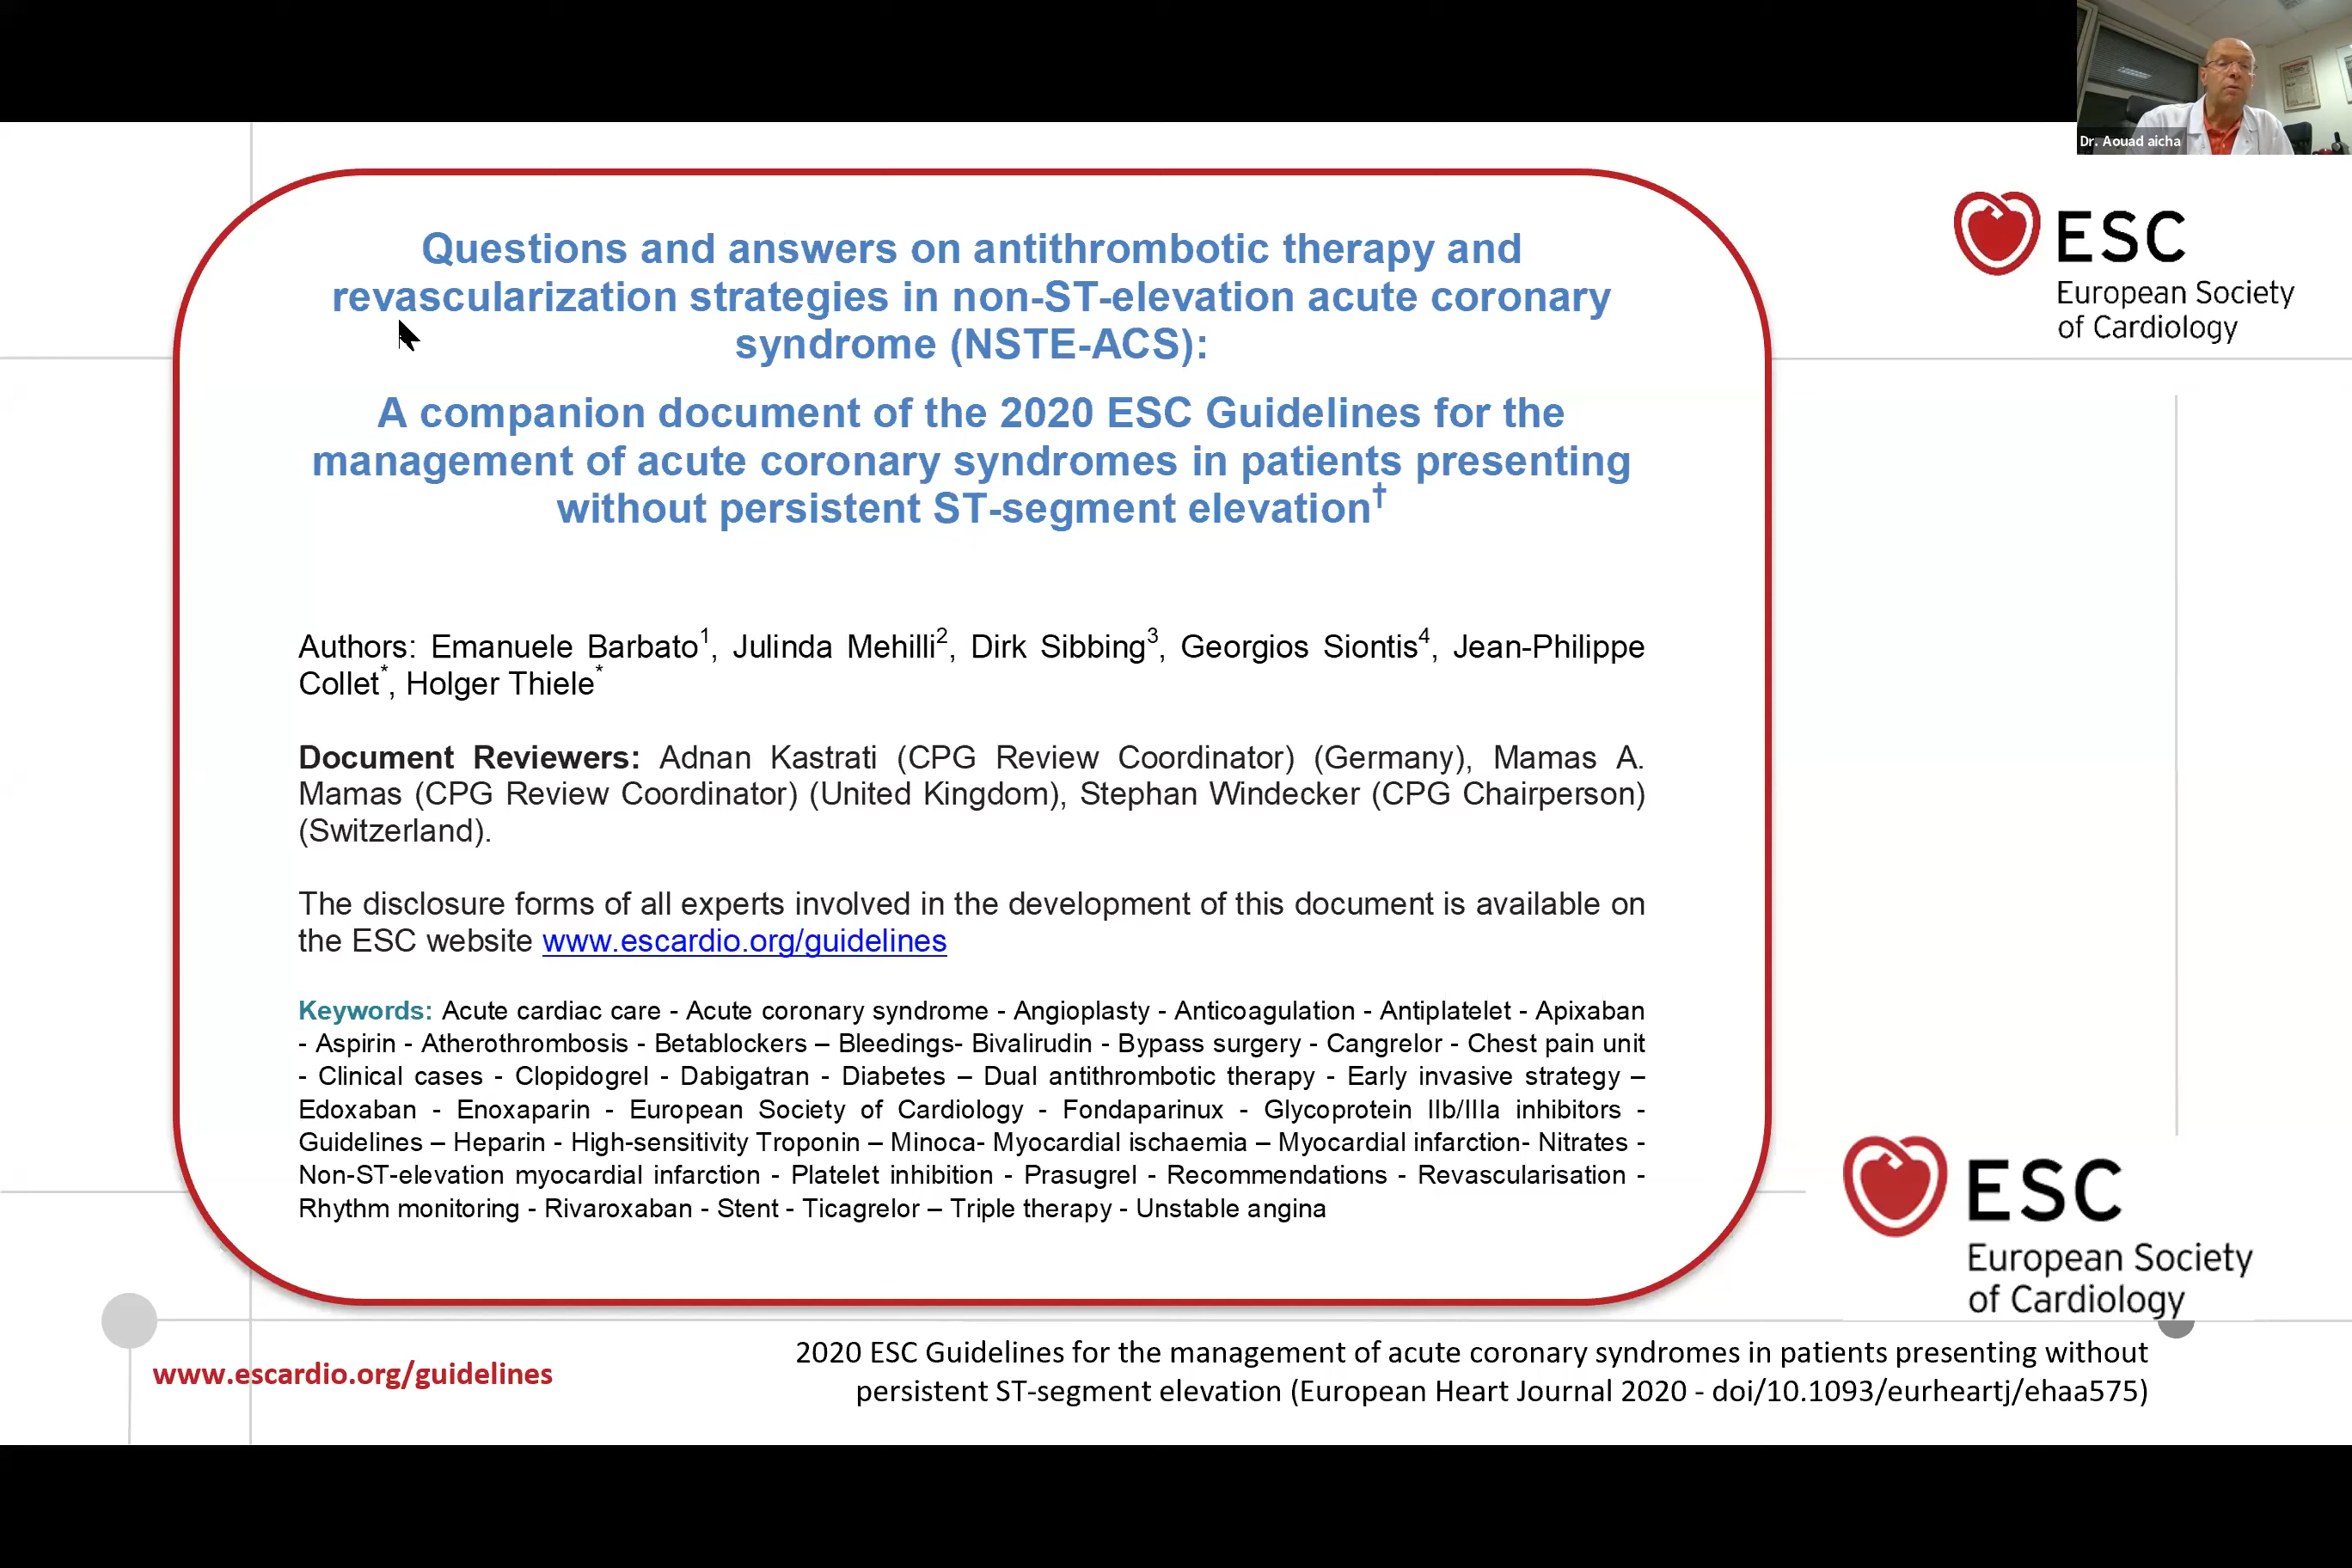 Dr. Aouad aicha
ESC
European Society
of Cardiology
Questions and answers on antithrombotic therapy and
revascularization strategies in non-ST-elevation acute coronary
syndrome (NSTE-ACS):
A companion document of the 2020 ESC Guidelines for the
management of acute coronary syndromes in patients presenting
without persistent ST-segment elevation†
Authors: Emanuele Barbato1, Julinda Mehilli2, Dirk Sibbing3, Georgios Siontis4, Jean-Philippe
Collet*, Holger Thiele*
Document Reviewers: Adnan Kastrati (CPG Review Coordinator) (Germany), Mamas A.
Mamas (CPG Review Coordinator) (United Kingdom), Stephan Windecker (CPG Chairperson)
(Switzerland).
The disclosure forms of all experts involved in the development of this document is available on
the ESC website www.escardio.org/guidelines
Keywords: Acute cardiac care - Acute coronary syndrome - Angioplasty - Anticoagulation - Antiplatelet - Apixaban
- Aspirin - Atherothrombosis - Betablockers – Bleedings- Bivalirudin - Bypass surgery - Cangrelor - Chest pain unit
- Clinical cases - Clopidogrel - Dabigatran - Diabetes – Dual antithrombotic therapy - Early invasive strategy –
Edoxaban - Enoxaparin - European Society of Cardiology - Fondaparinux - Glycoprotein IIb/IIIa inhibitors -
Guidelines – Heparin - High-sensitivity Troponin – Minoca- Myocardial ischaemia – Myocardial infarction- Nitrates -
Non-ST-elevation myocardial infarction - Platelet inhibition - Prasugrel - Recommendations - Revascularisation -
Rhythm monitoring - Rivaroxaban - Stent - Ticagrelor – Triple therapy - Unstable angina
ESC
European Society
of Cardiology
www.escardio.org/guidelines
2020 ESC Guidelines for the management of acute coronary syndromes in patients presenting without
persistent ST-segment elevation (European Heart Journal 2020 - doi/10.1093/eurheartj/ehaa575)